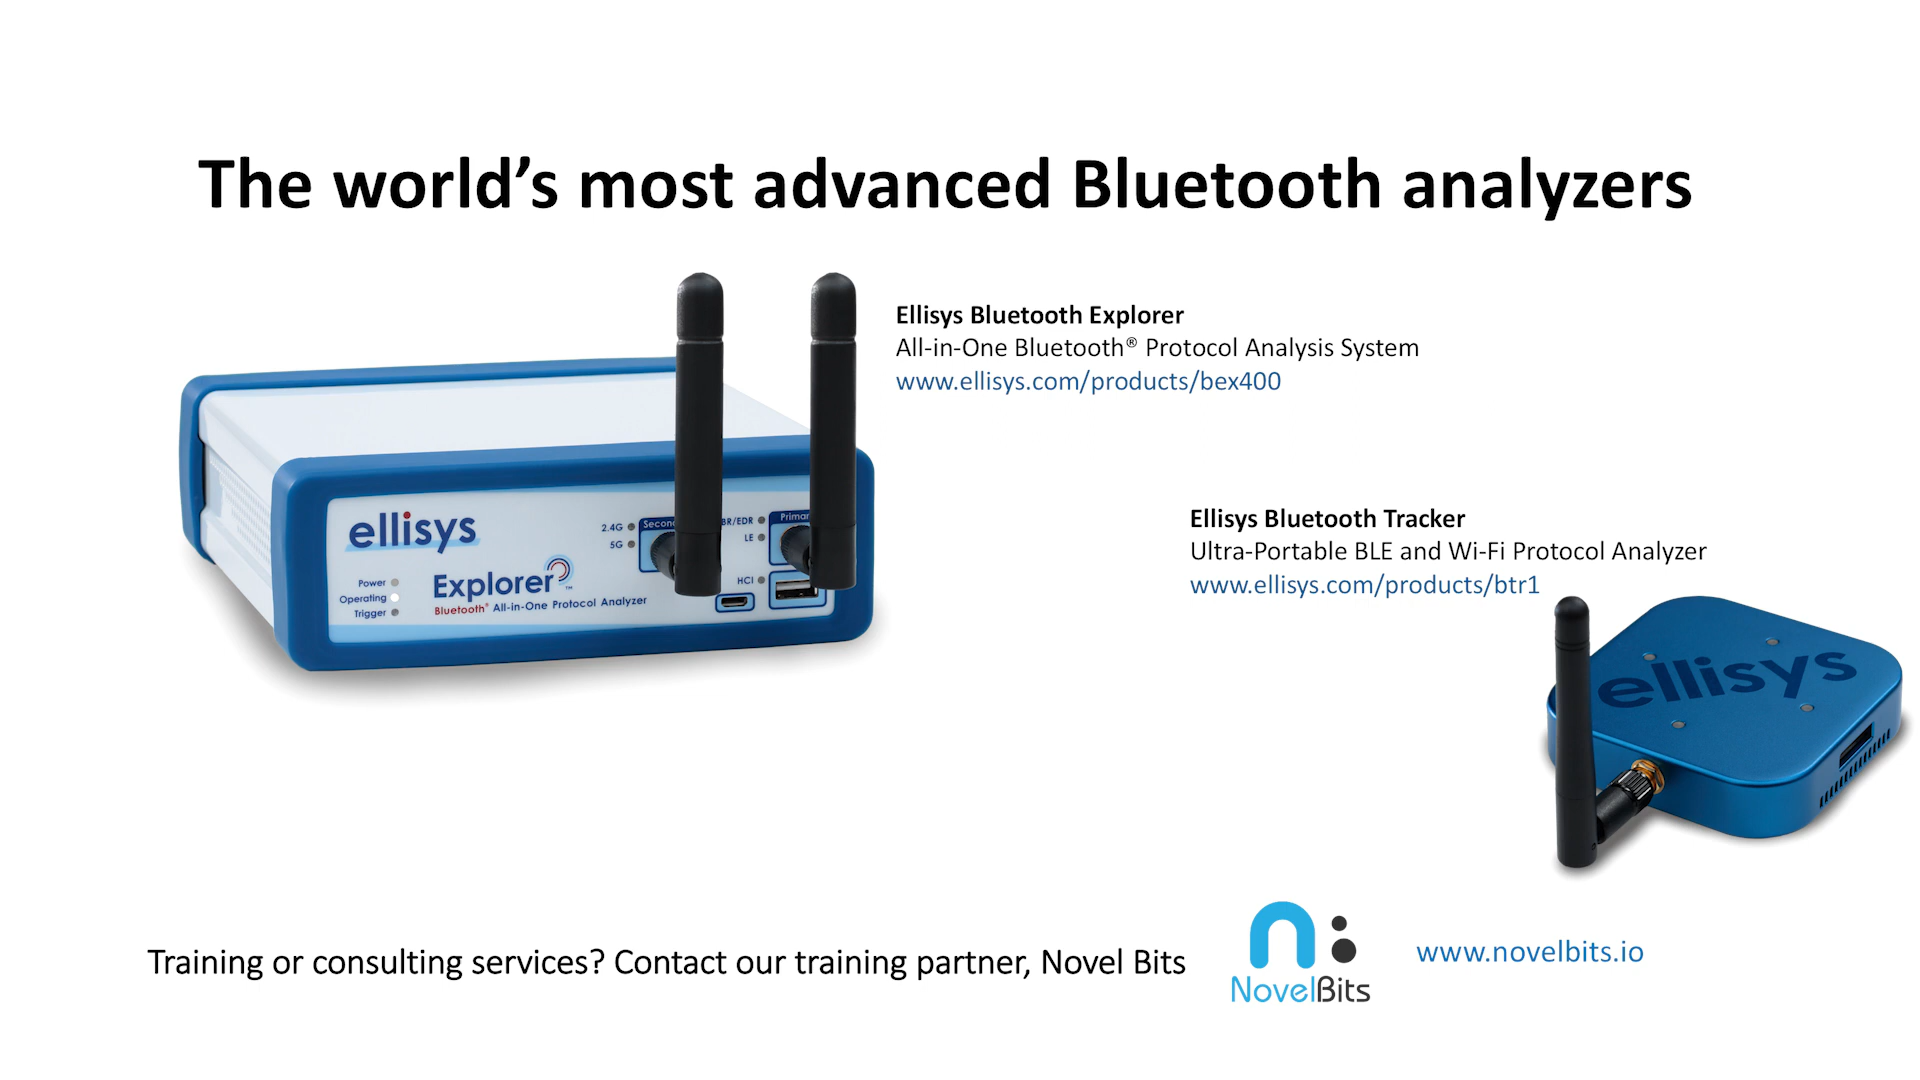 The world’s most advanced Bluetooth analyzers
Ellisys Bluetooth Explorer
All-in-One Bluetooth® Protocol Analysis System
www.ellisys.com/products/bex400
ellisys
Power
Operating
Trigger
Explorer™
Bluetooth® All-in-One Protocol Analyzer
2.4G
5G
BR/EDR
LE
HCI
Ellisys Bluetooth Tracker
Ultra-Portable BLE and Wi-Fi Protocol Analyzer
www.ellisys.com/products/btr1
ellisys
Training or consulting services? Contact our training partner, Novel Bits
NovelBits
www.novelbits.io